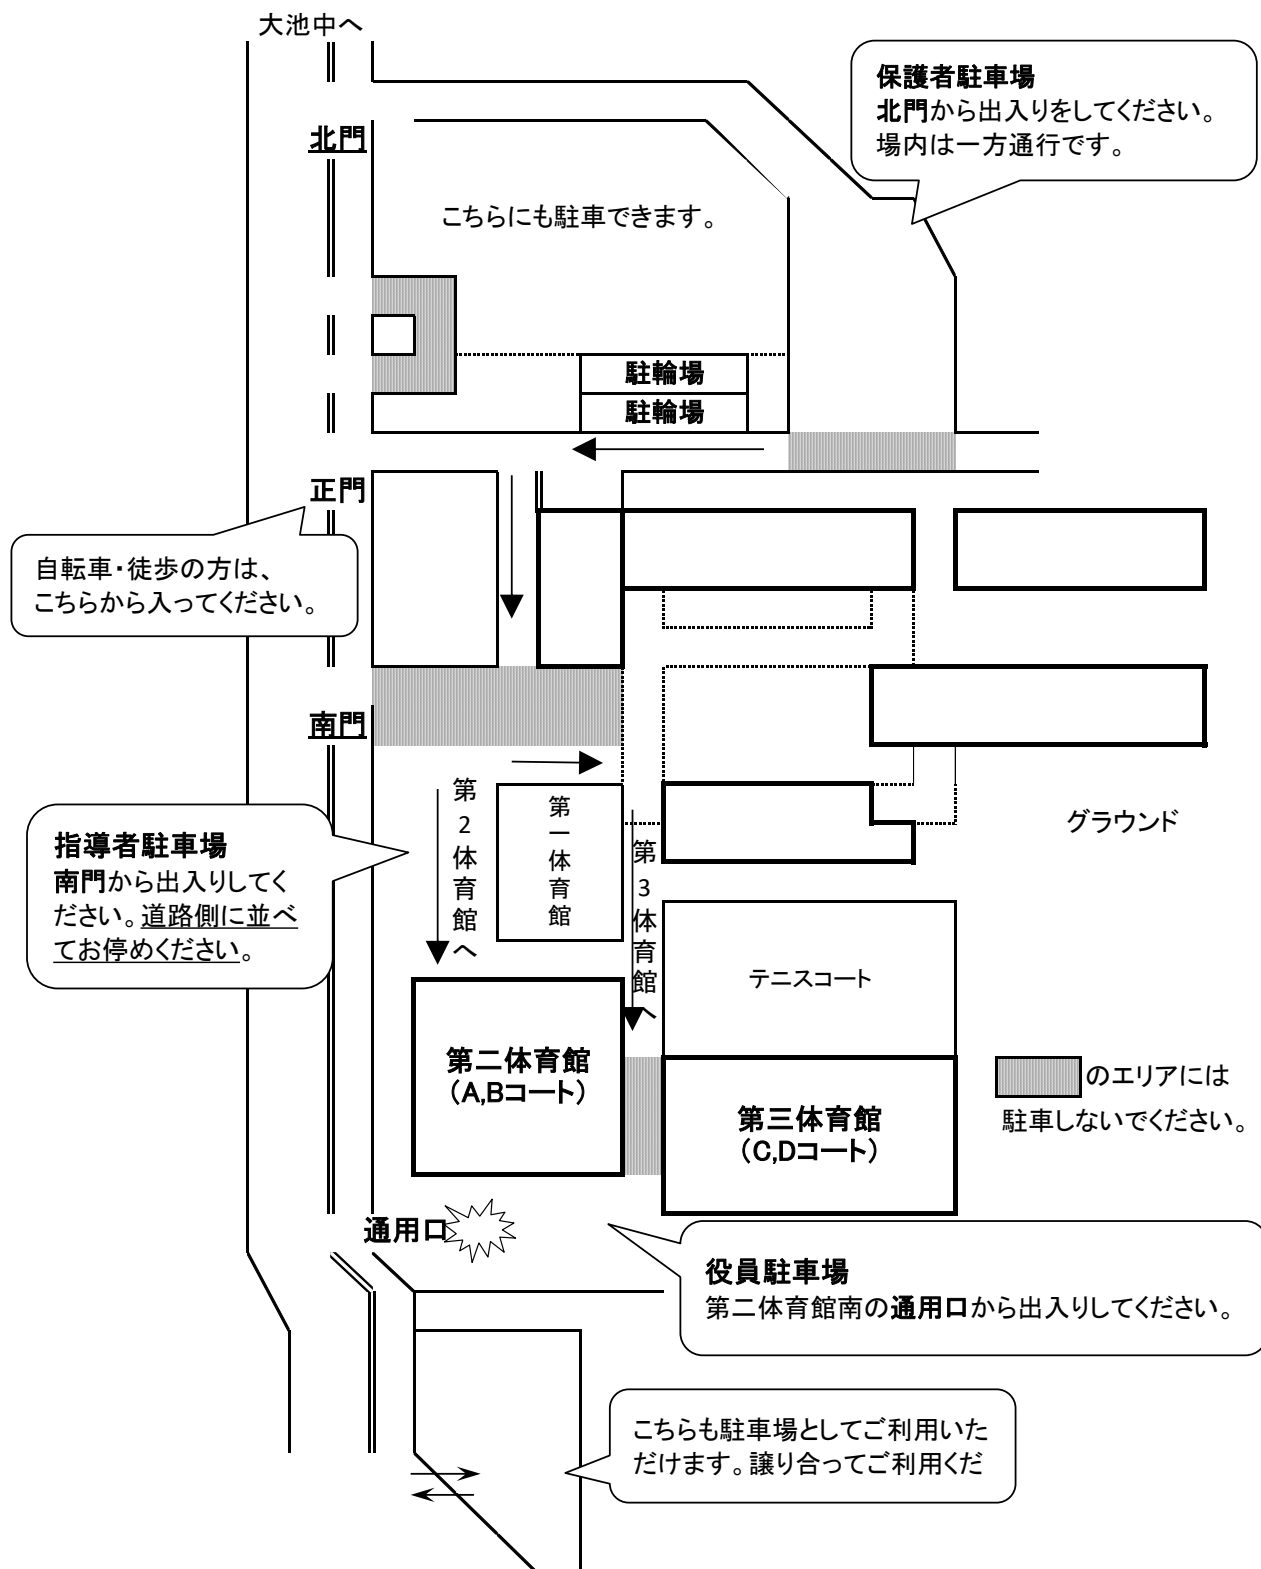 大池中へ
保護者駐車場
北門から出入りをしてください。
場内は一方通行です。
北門
こちらにも駐車できます。
駐輪場
駐輪場
正門
自転車・徒歩の方は、
こちらから入ってください。
南門
指導者駐車場
南門から出入りしてく
ださい。道路側に並べ
てお停めください。
第2体育館へ
第一体育館
第3体育館へ
グラウンド
テニスコート
第二体育館
（A,Bコート）
第三体育館
（C,Dコート）
のエリアには
駐車しないでください。
通用口
役員駐車場
第二体育館南の通用口から出入りしてください。
こちらも駐車場としてご利用いた
だけます。譲り合ってご利用くだ